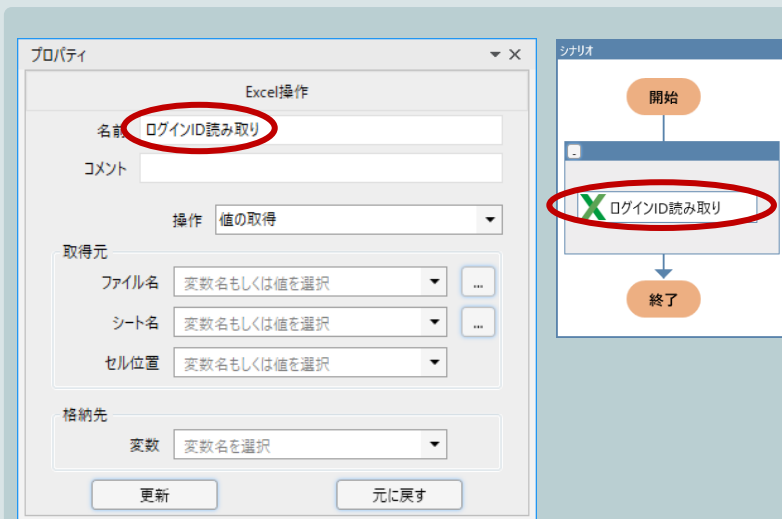 プロパティ
Excel操作
名前 ログインID読み取り
コメント
操作 値の取得
取得元
ファイル名 変数名もしくは値を選択 ...
シート名 変数名もしくは値を選択 ...
セル位置 変数名もしくは値を選択
格納先
変数 変数名を選択
更新 元に戻す
シナリオ
開始
-
ログインID読み取り
終了